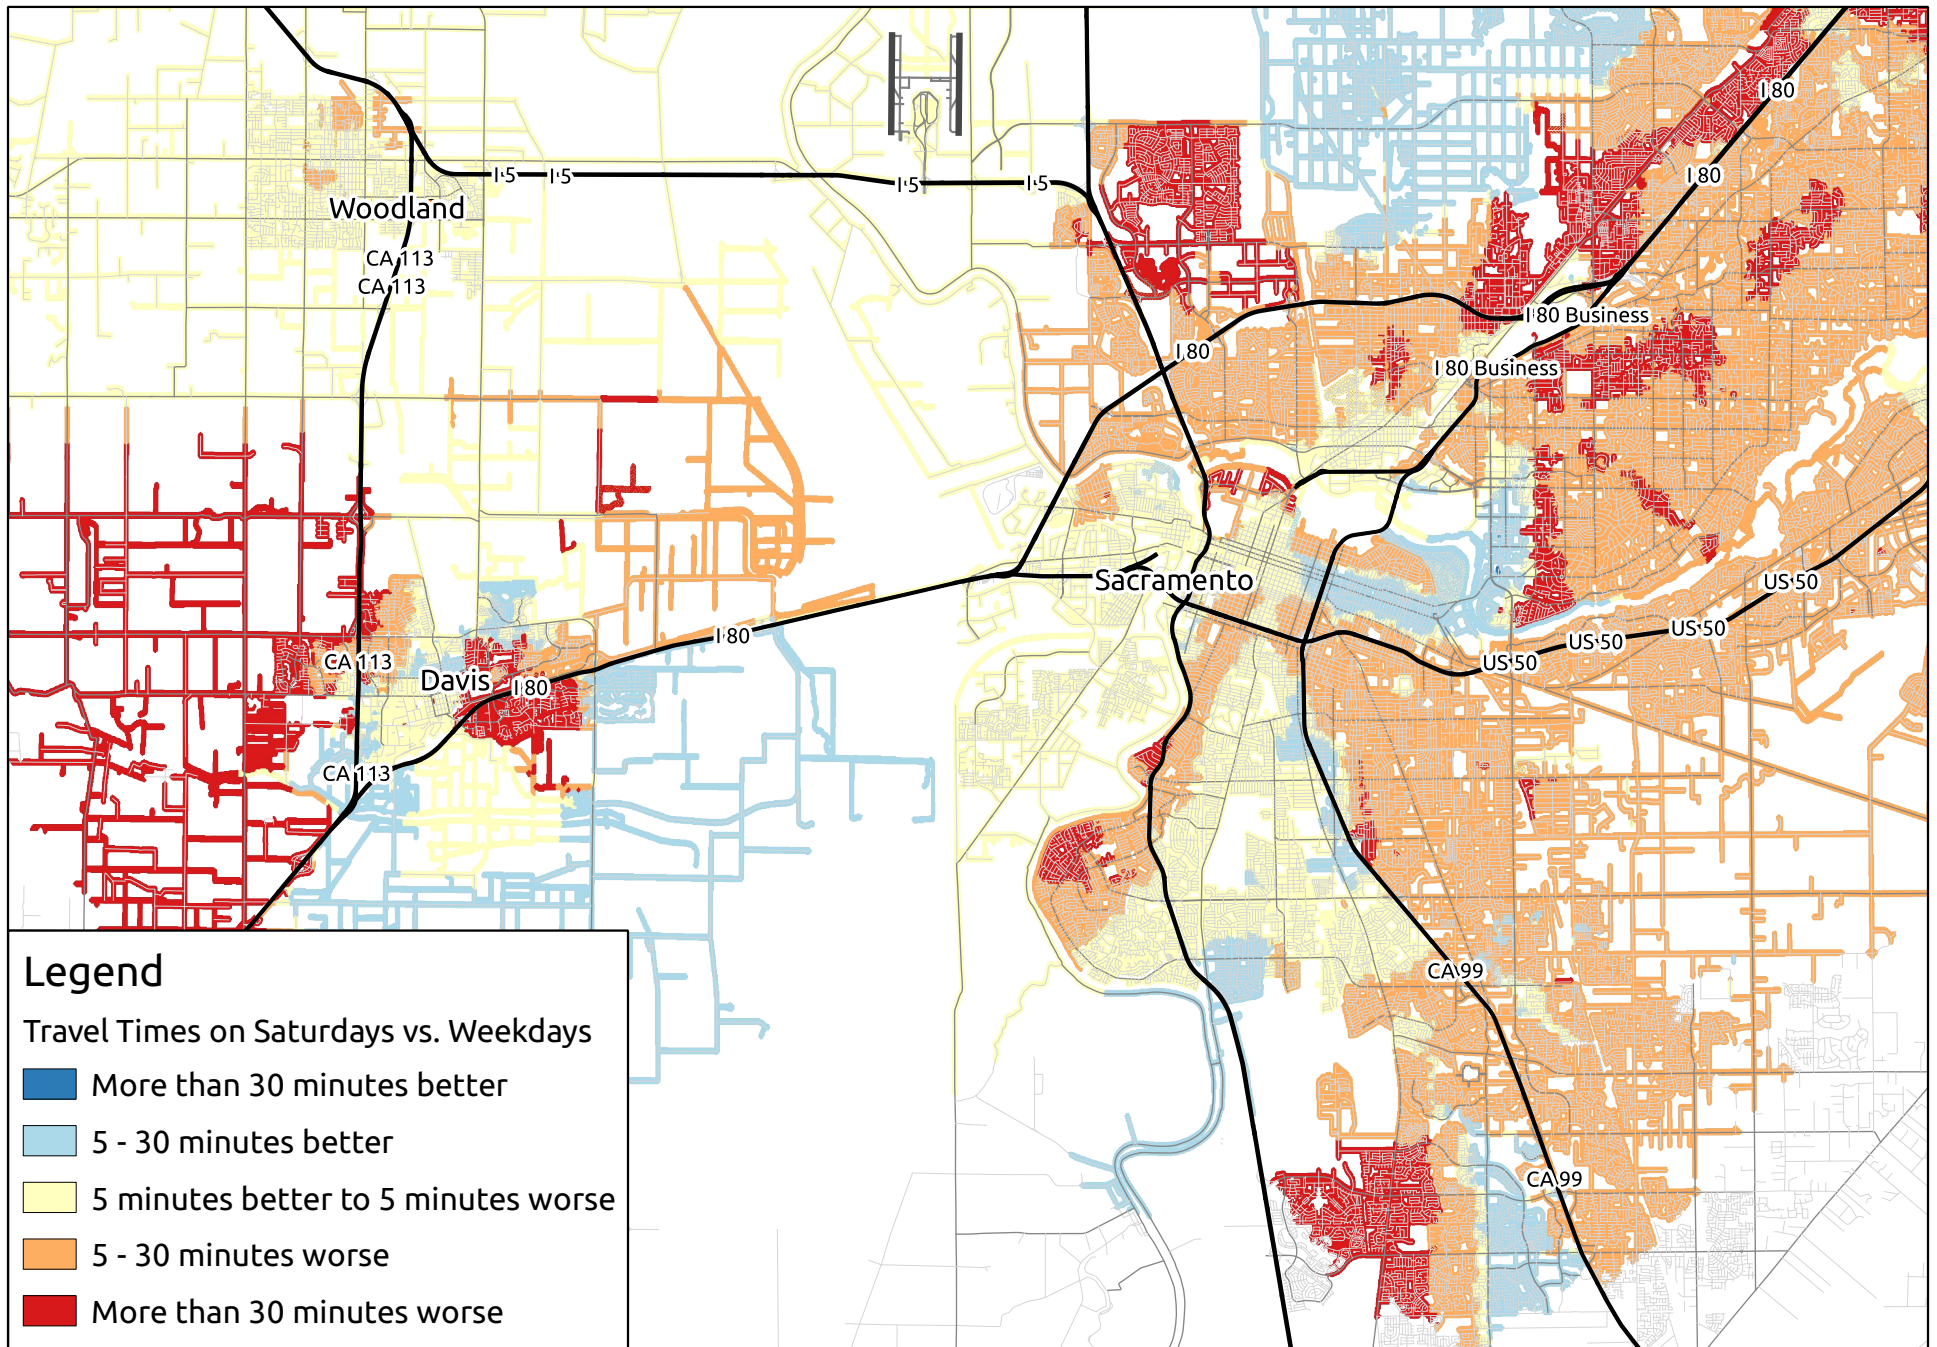 I 80
I 80
I 5
I 5
I 5
I 5
Woodland
CA 113
CA 113
I 80 Business
I 80
I 80 Business
Sacramento
US 50
US 50
I 80
US 50
US 50
CA 113
Davis
I 80
CA 113
CA 99
CA 99
Legend
Travel Times on Saturdays vs. Weekdays
More than 30 minutes better
5 - 30 minutes better
5 minutes better to 5 minutes worse
5 - 30 minutes worse
More than 30 minutes worse